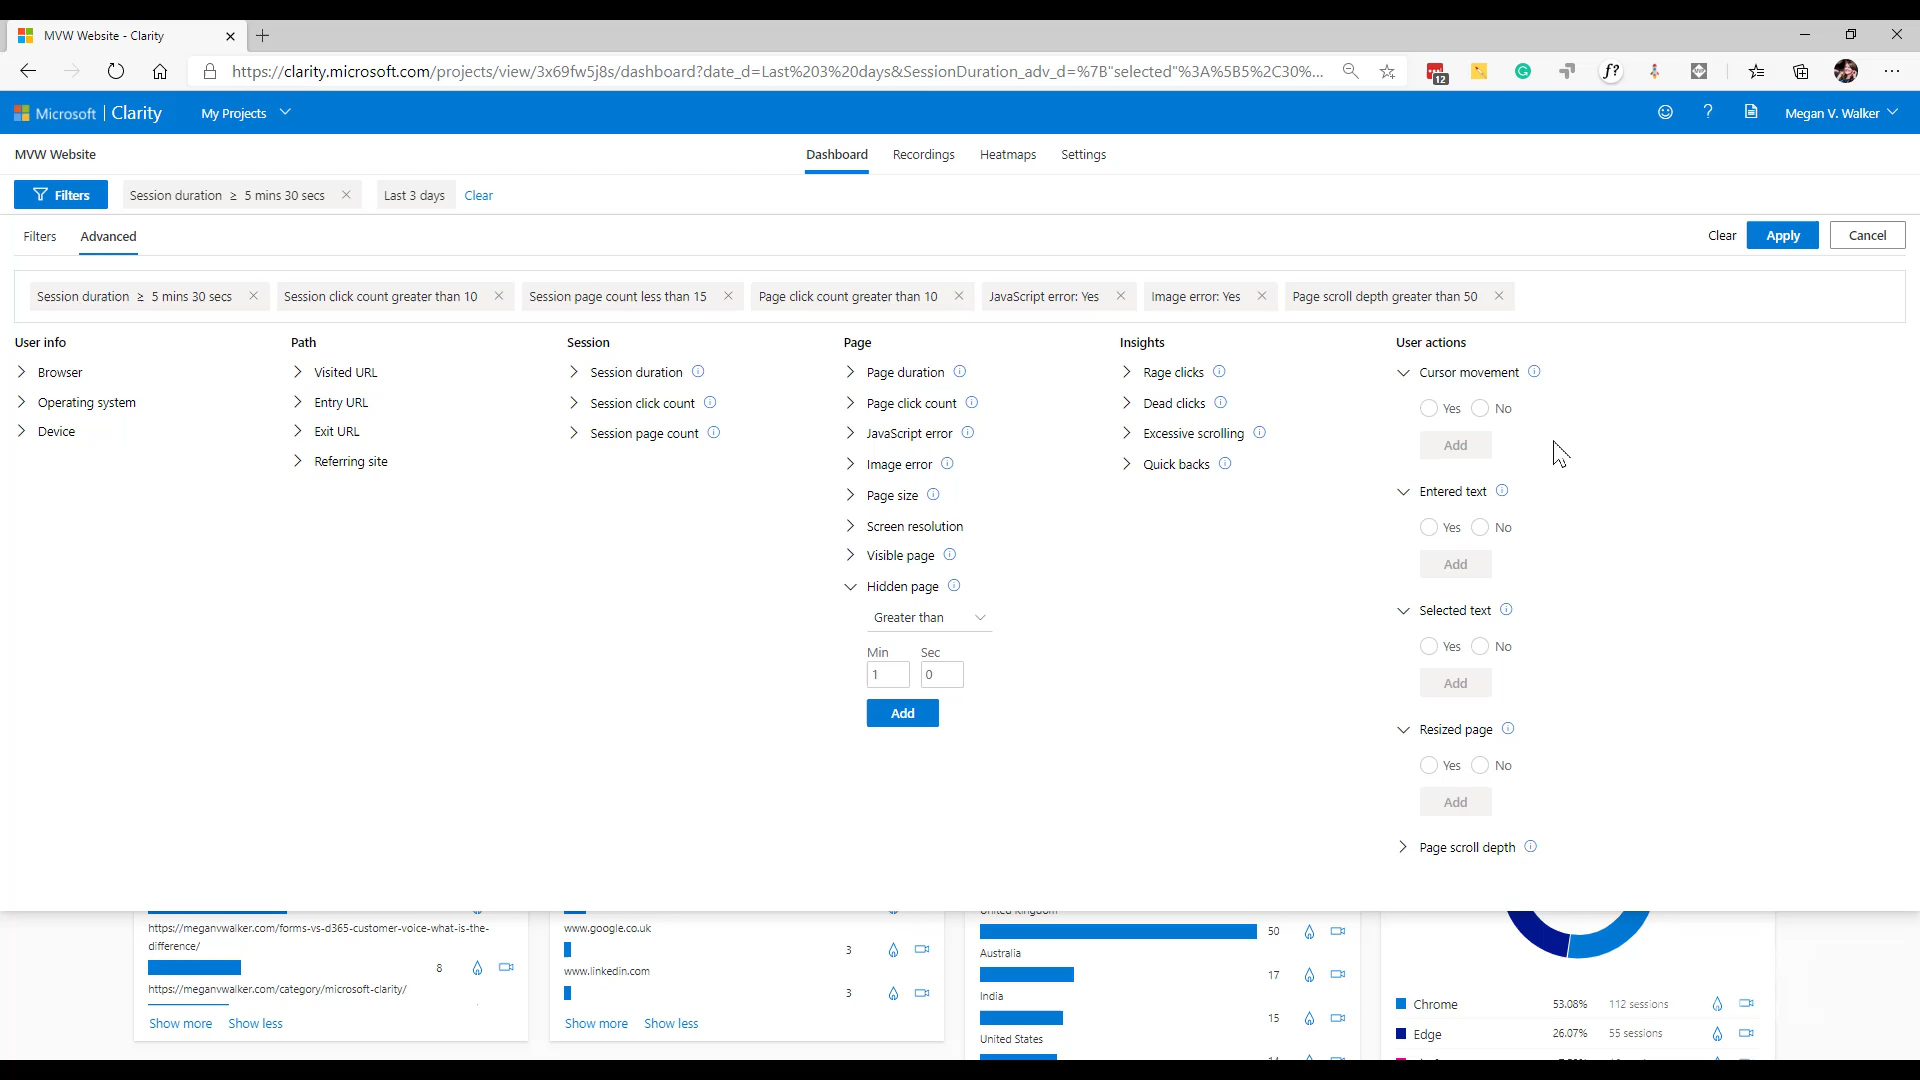 MVW Website - Clarity
https://clarity.microsoft.com/projects/view/3x69fw5j8s/dashboard?date_d=Last%203%20days&SessionDuration_adv_d=%7B"selected"%3A%5B5%2C30%...
12
f?
Microsoft | Clarity
My Projects
Megan V. Walker
MVW Website
Dashboard
Recordings
Heatmaps
Settings
Filters
Session duration ≥ 5 mins 30 secs
Last 3 days
Clear
Filters
Advanced
Clear
Apply
Cancel
Session duration ≥ 5 mins 30 secs
Session click count greater than 10
Session page count less than 15
Page click count greater than 10
JavaScript error: Yes
Image error: Yes
Page scroll depth greater than 50
User info
Browser
Operating system
Device
Path
Visited URL
Entry URL
Exit URL
Referring site
Session
Session duration
Session click count
Session page count
Page
Page duration
Page click count
JavaScript error
Image error
Page size
Screen resolution
Visible page
Hidden page
Greater than
Min Sec
1 0
Add
Insights
Rage clicks
Dead clicks
Excessive scrolling
Quick backs
User actions
Cursor movement
Yes No
Add
Entered text
Yes No
Add
Selected text
Yes No
Add
Resized page
Yes No
Add
Page scroll depth
https://meganvwalker.com/forms-vs-d365-customer-voice-what-is-the-
difference/
8
https://meganvwalker.com/category/microsoft-clarity/
Show more Show less
www.google.co.uk
3
www.linkedin.com
3
Show more Show less
United Kingdom
50
Australia
17
India
15
United States
14
Chrome 53.08% 112 sessions
Edge 26.07% 55 sessions